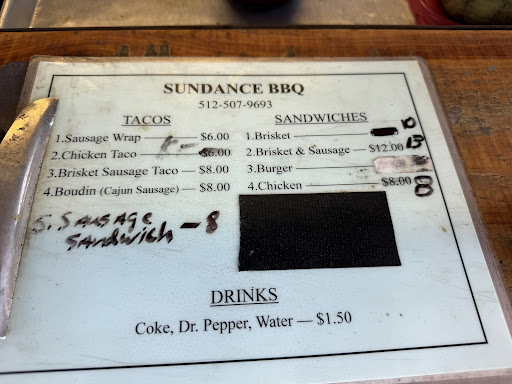 SUNDANCE BBQ
512-507-9693
TACOS
1.Sausage Wrap — $6.00
2.Chicken Taco — $6.00
3.Brisket Sausage Taco — $8.00
4.Boudin (Cajun Sausage) — $8.00
5. SAUSAGE
SANDWICH — 8
SANDWICHES
1.Brisket — 10
2.Brisket & Sausage — $12.00 13
3.Burger
4.Chicken — $8.00 8
DRINKS
Coke, Dr. Pepper, Water — $1.50